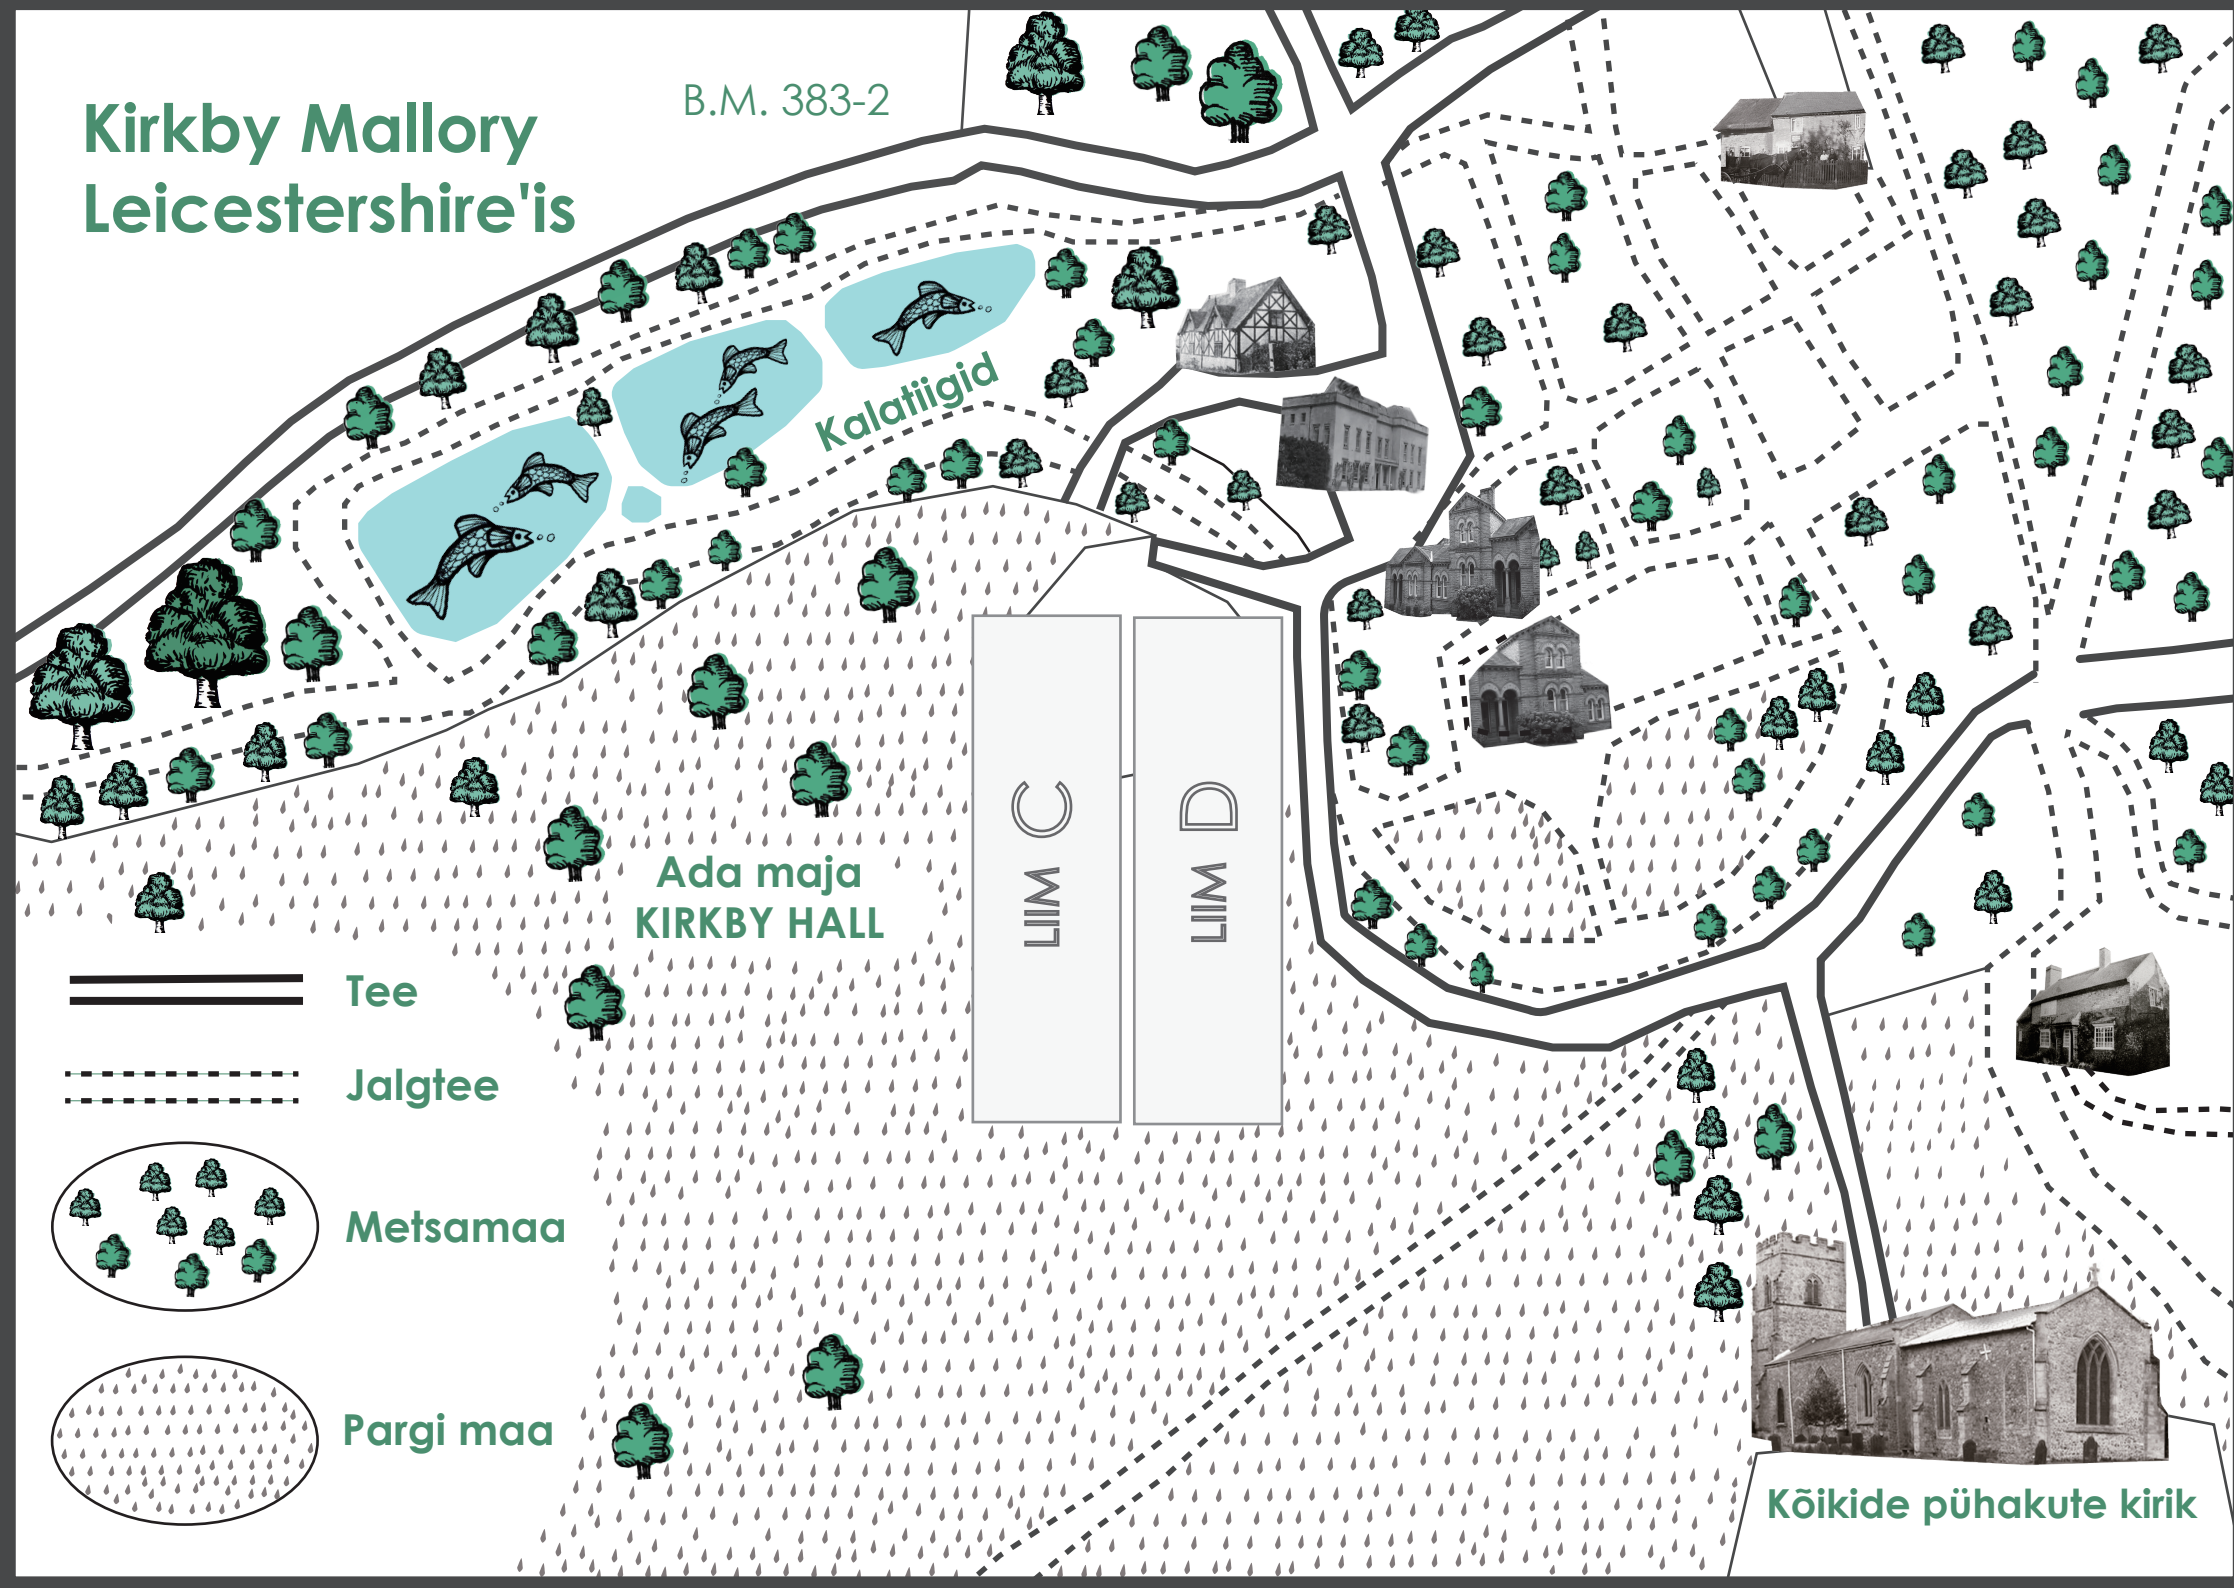 Kirkby Mallory
Leicestershire'is
B.M. 383-2
Kalatiigid
LIIM C
LIIM D
Ada maja
KIRKBY HALL
Tee
Jalgtee
Metsamaa
Pargi maa
Kõikide pühakute kirik